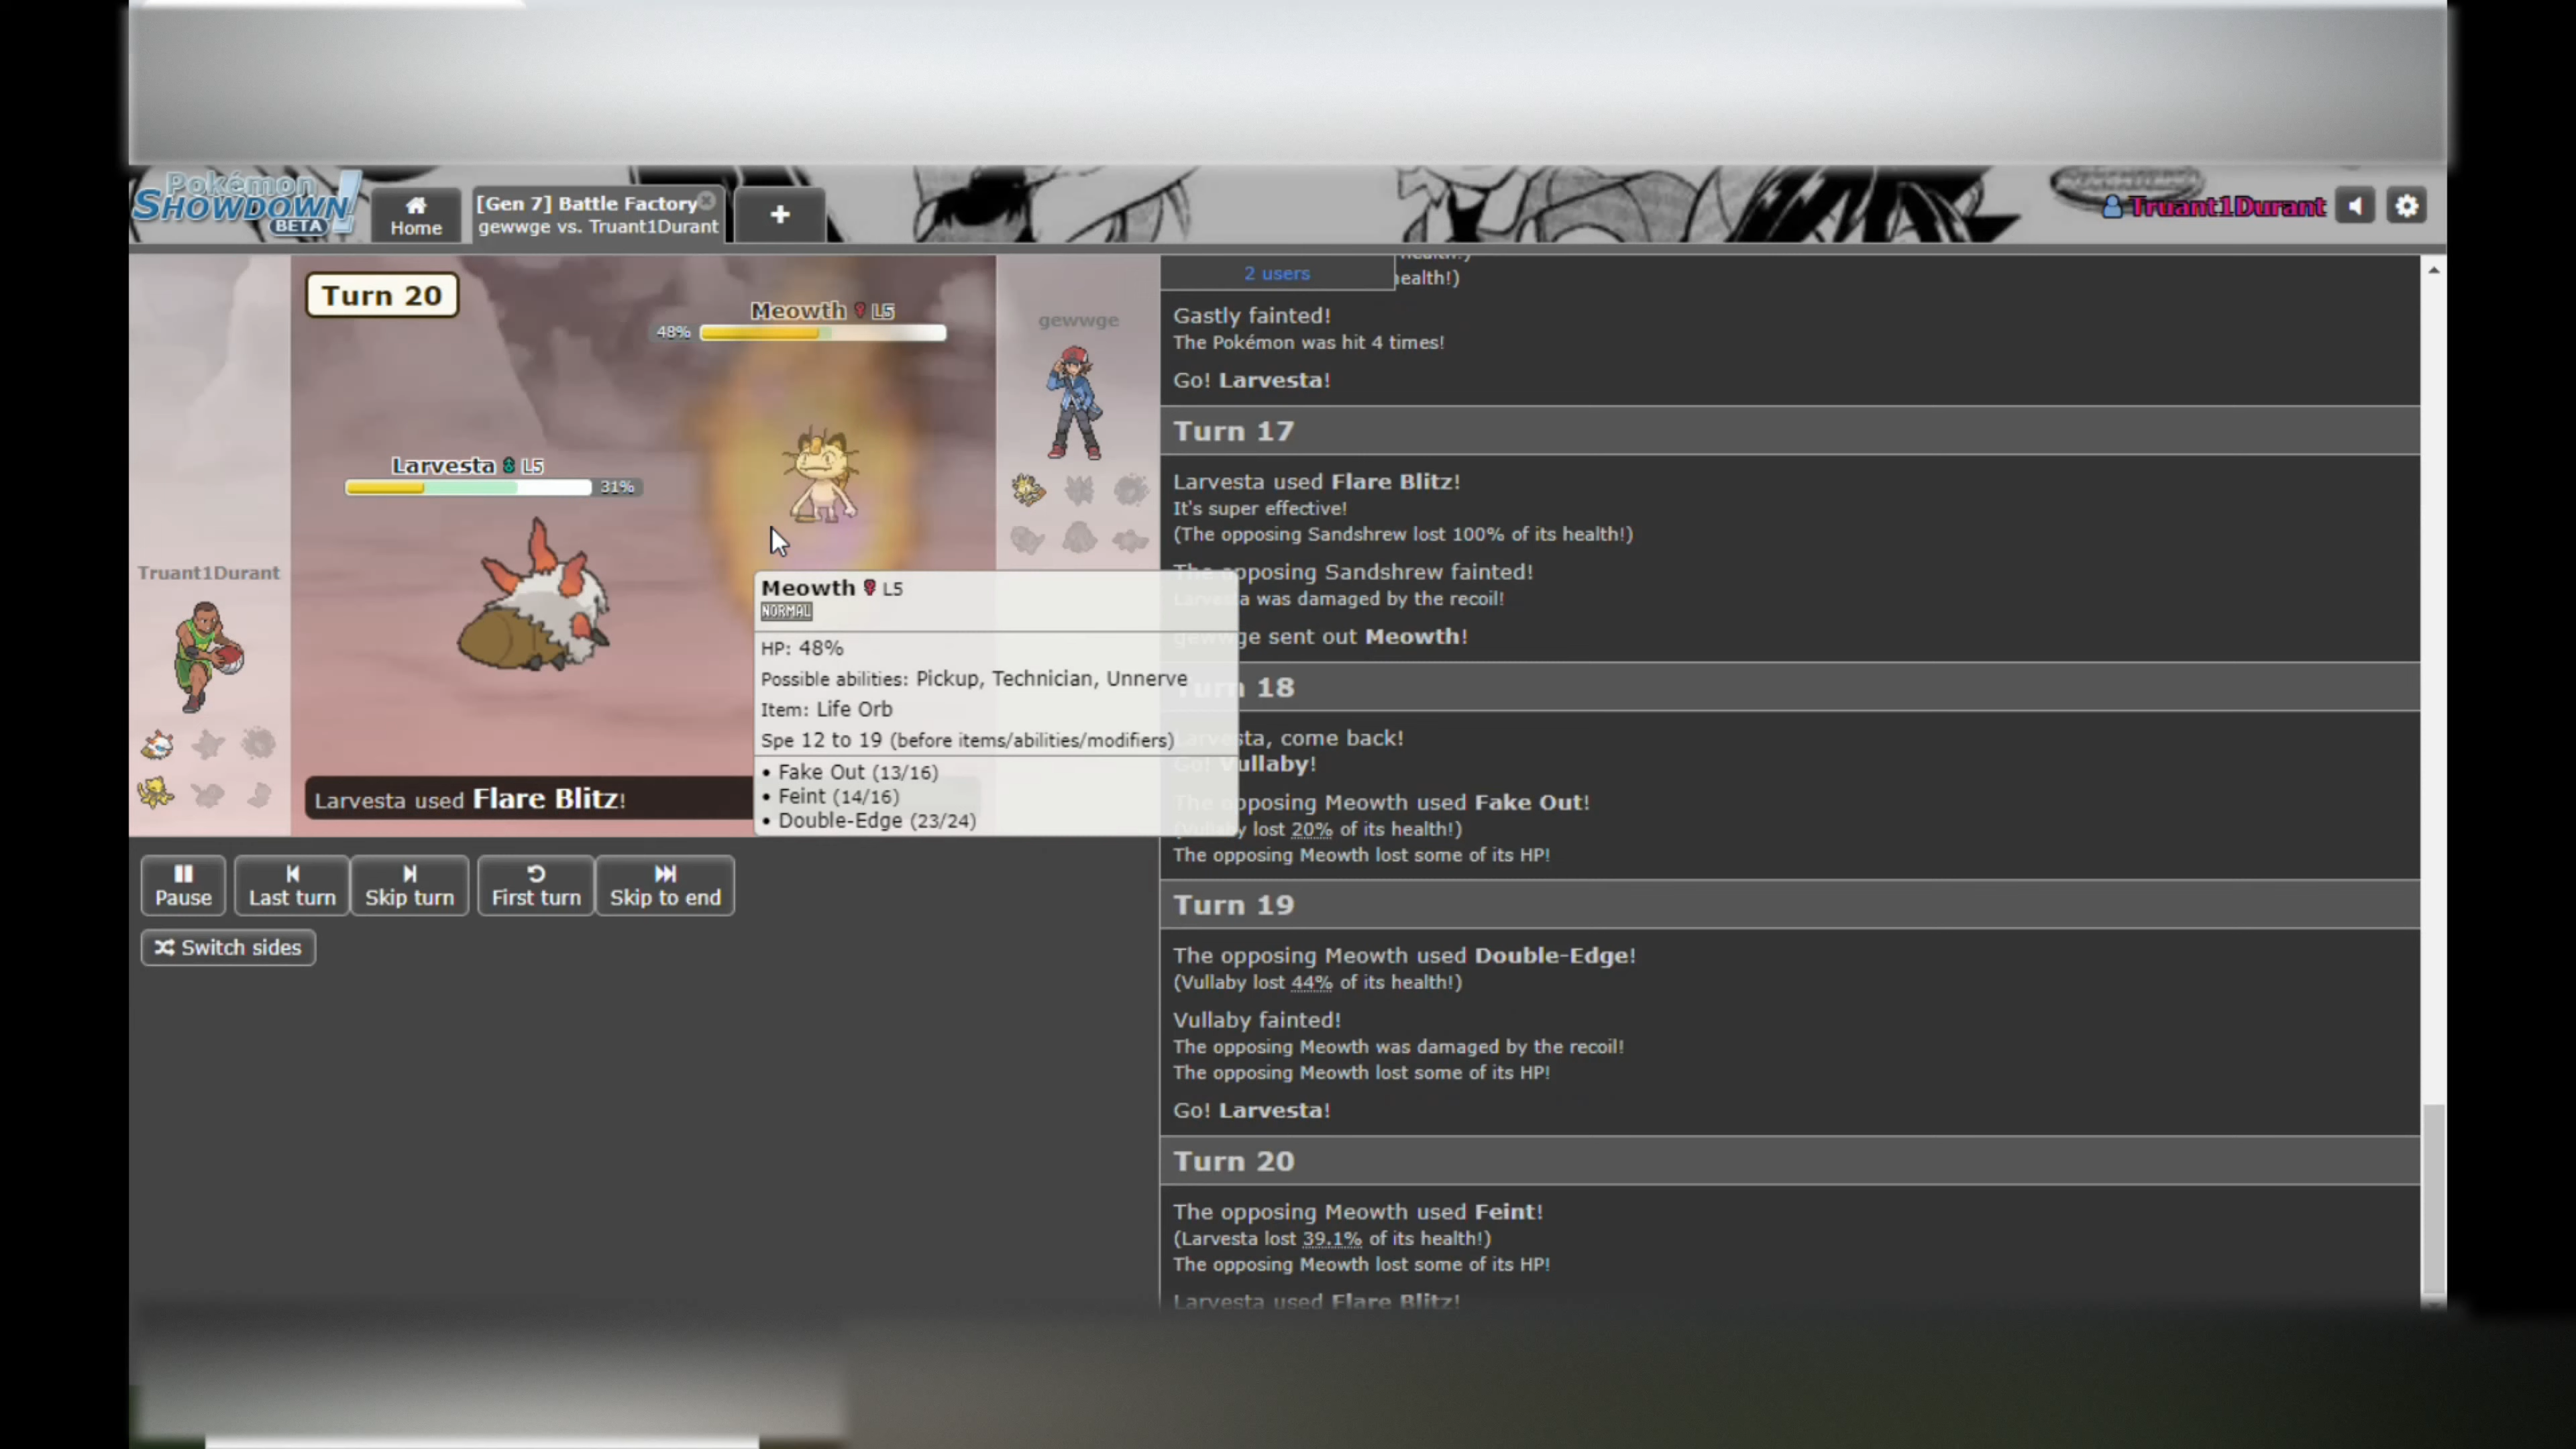 Pokémon
SHOWDOWN!
BETA
Home
[Gen 7] Battle Factory
gewwge vs. Truant1Durant
Truant1Durant
Turn 20
Meowth L5
48%
Larvesta L5
31%
gewwge
Truant1Durant
Larvesta used Flare Blitz!
Meowth L5
NORMAL
HP: 48%
Possible abilities: Pickup, Technician, Unnerve
Item: Life Orb
Spe 12 to 19 (before items/abilities/modifiers)
• Fake Out (13/16)
• Feint (14/16)
• Double-Edge (23/24)
Pause
Last turn
Skip turn
First turn
Skip to end
Switch sides
2 users
health!)
Gastly fainted!
The Pokémon was hit 4 times!
Go! Larvesta!
Turn 17
Larvesta used Flare Blitz!
It's super effective!
(The opposing Sandshrew lost 100% of its health!)
The opposing Sandshrew fainted!
Larvesta was damaged by the recoil!
gewwge sent out Meowth!
Turn 18
Larvesta, come back!
Go! Vullaby!
The opposing Meowth used Fake Out!
(Vullaby lost 20% of its health!)
The opposing Meowth lost some of its HP!
Turn 19
The opposing Meowth used Double-Edge!
(Vullaby lost 44% of its health!)
Vullaby fainted!
The opposing Meowth was damaged by the recoil!
The opposing Meowth lost some of its HP!
Go! Larvesta!
Turn 20
The opposing Meowth used Feint!
(Larvesta lost 39.1% of its health!)
The opposing Meowth lost some of its HP!
Larvesta used Flare Blitz!